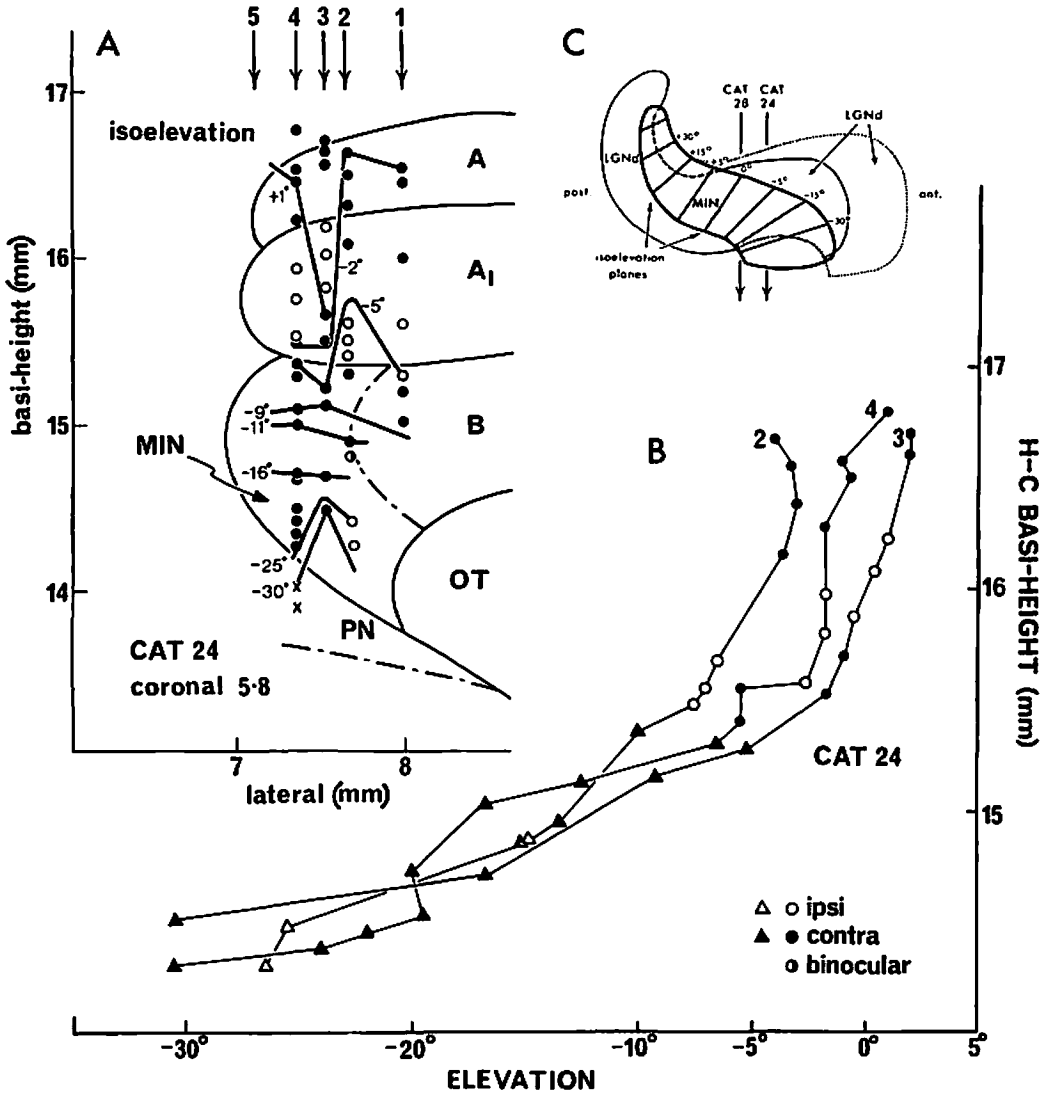 5 4 3 2 1
A
C
17
isoelevation
A
+1°
16
-2°
A1
-5°
basi-height (mm)
15
-9°
B
-11°
MIN
-16°
-25°
-30°
OT
14
PN
CAT 24
coronal 5·8
7 8
lateral (mm)
CAT 28
CAT 24
LGNd
LGNd
+30°
+15°
+5°
0°
-5°
-15°
-30°
MIN
post.
ant.
isoelevation planes
17
B
2
4
3
16
H-C BASI-HEIGHT (mm)
CAT 24
15
ipsi
contra
binocular
-30° -20° -10° -5° 0° 5°
ELEVATION